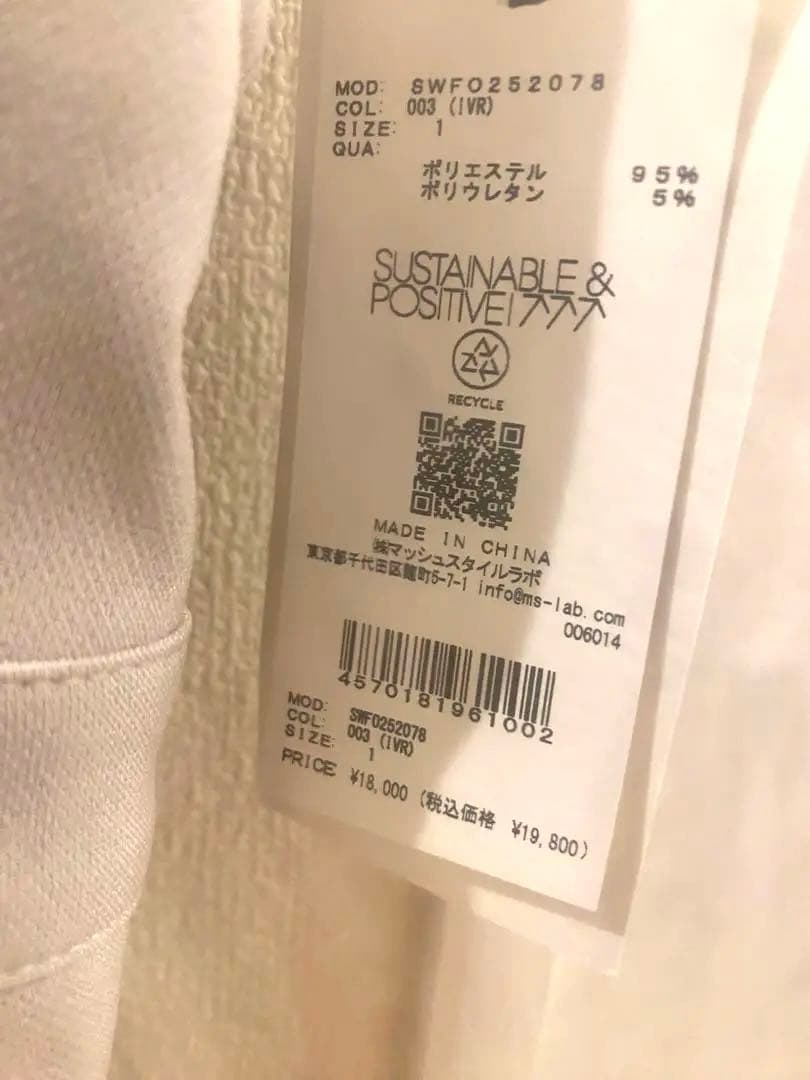 MOD: SWFO252078
COL: 003 (IVR)
SIZE: 1
QUA:
ポリエステル 95%
ポリウレタン 5%
SUSTAINABLE &
POSITIVE!
RECYCLE
MADE IN CHINA
㈱マッシュスタイルラボ
東京都千代田区麹町5-7-1 info@ms-lab.com
006014
4570181961002
MOD: SWFO252078
COL: 003 (IVR)
SIZE: 1
PRICE ¥18,000 (税込価格 ¥19,800)